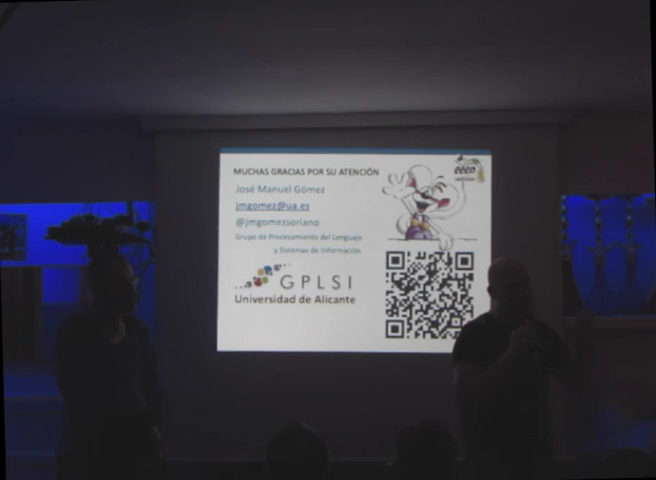 MUCHAS GRACIAS POR SU ATENCIÓN
José Manuel Gómez
jmgomez@ua.es
@jmgomezsoriano
Grupo de Procesamiento del Lenguaje
y Sistemas de Información
GPLSI
Universidad de Alicante